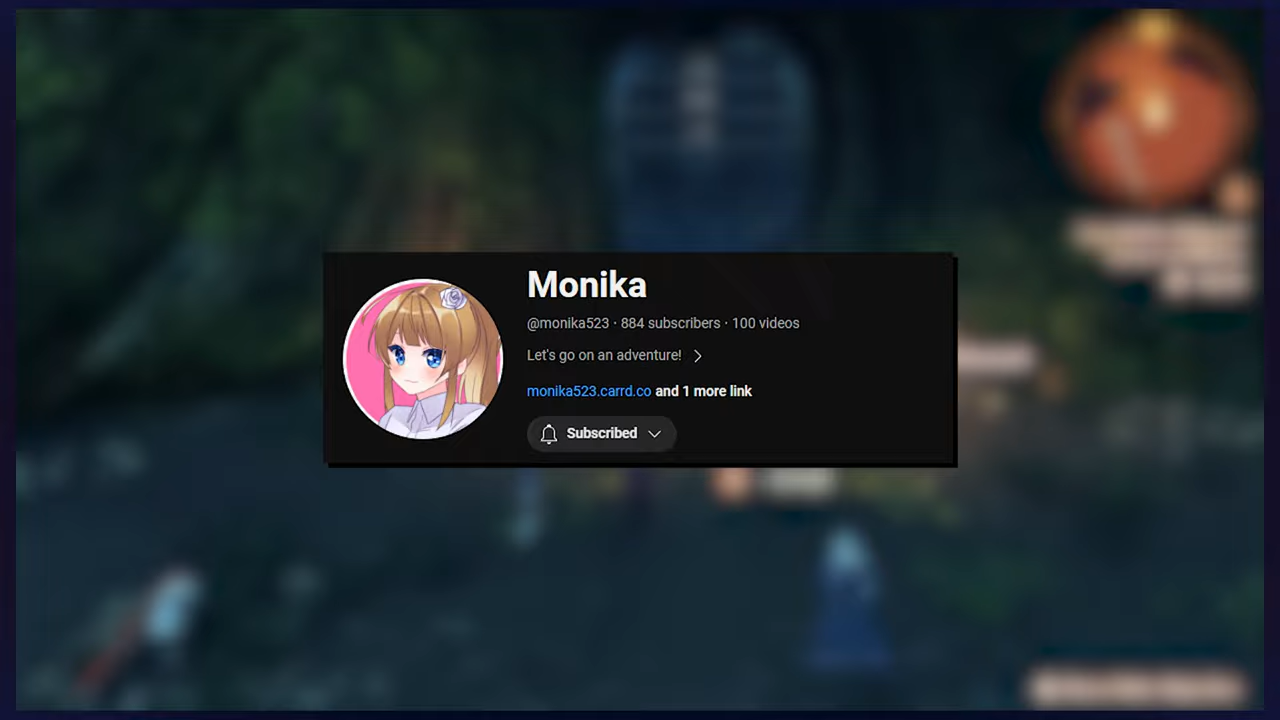 Monika
@monika523 · 884 subscribers · 100 videos
Let's go on an adventure!
monika523.carrd.co and 1 more link
Subscribed